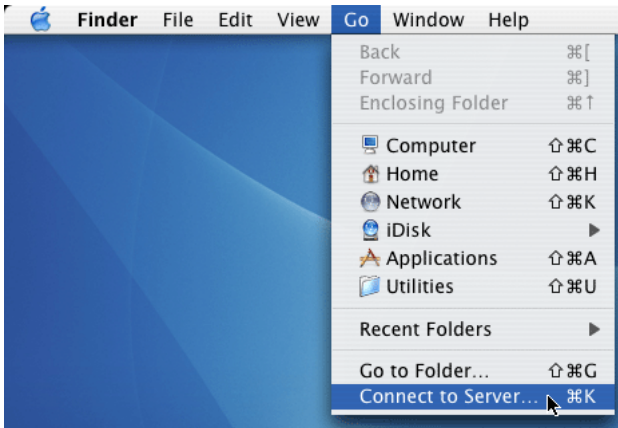 Finder File Edit View Go Window Help
Back ⌘[
Forward ⌘]
Enclosing Folder ⌘↑
Computer ⇧⌘C
Home ⇧⌘H
Network ⇧⌘K
iDisk
Applications ⇧⌘A
Utilities ⇧⌘U
Recent Folders
Go to Folder... ⇧⌘G
Connect to Server... ⌘K